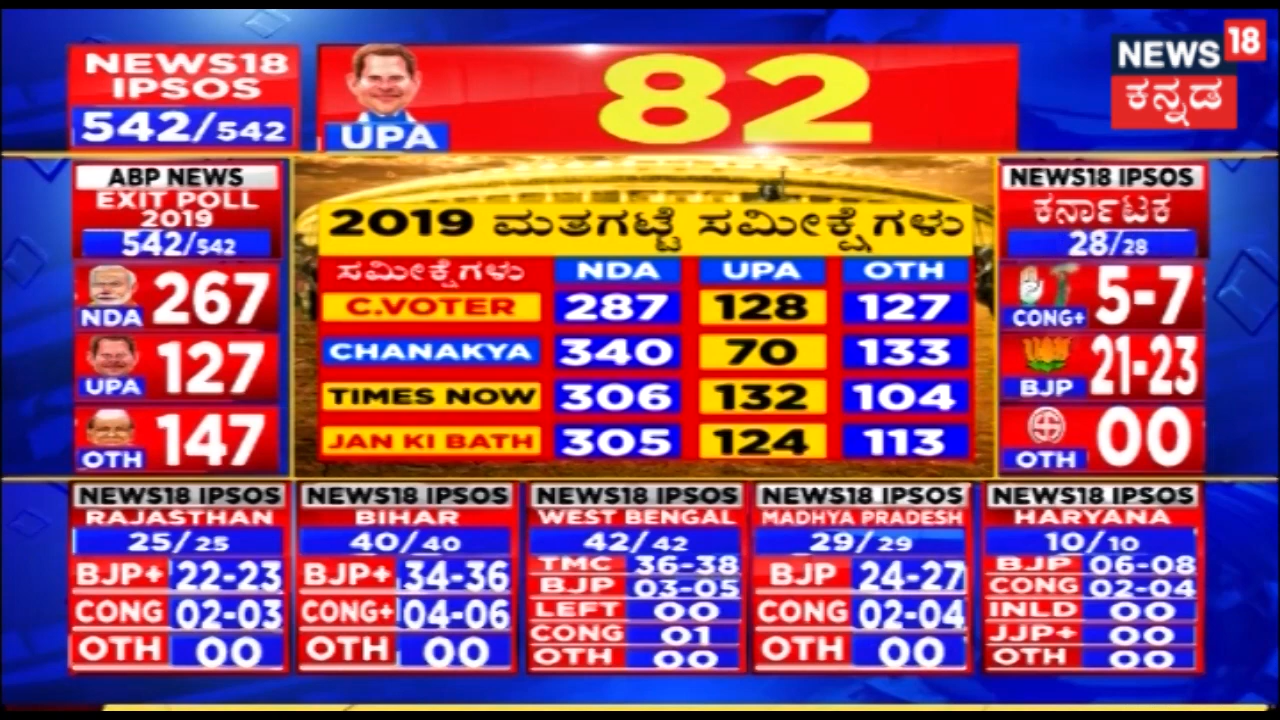 NEWS18
IPSOS
542/542
UPA
82
NEWS 18
ಕನ್ನಡ
ABP NEWS
EXIT POLL
2019
542/542
NDA 267
UPA 127
OTH 147
2019 ಮತಗಟ್ಟೆ ಸಮೀಕ್ಷೆಗಳು
ಸಮೀಕ್ಷೆಗಳು NDA UPA OTH
C.VOTER 287 128 127
CHANAKYA 340 70 133
TIMES NOW 306 132 104
JAN KI BATH 305 124 113
NEWS18 IPSOS
ಕರ್ನಾಟಕ
28/28
CONG+ 5-7
BJP 21-23
OTH 00
NEWS18 IPSOS
RAJASTHAN
25/25
BJP+ 22-23
CONG 02-03
OTH 00
NEWS18 IPSOS
BIHAR
40/40
BJP+ 34-36
CONG+ 04-06
OTH 00
NEWS18 IPSOS
WEST BENGAL
42/42
TMC 36-38
BJP 03-05
LEFT 00
CONG 01
OTH 00
NEWS18 IPSOS
MADHYA PRADESH
29/29
BJP 24-27
CONG 02-04
OTH 00
NEWS18 IPSOS
HARYANA
10/10
BJP 06-08
CONG 02-04
INLD 00
JJP+ 00
OTH 00